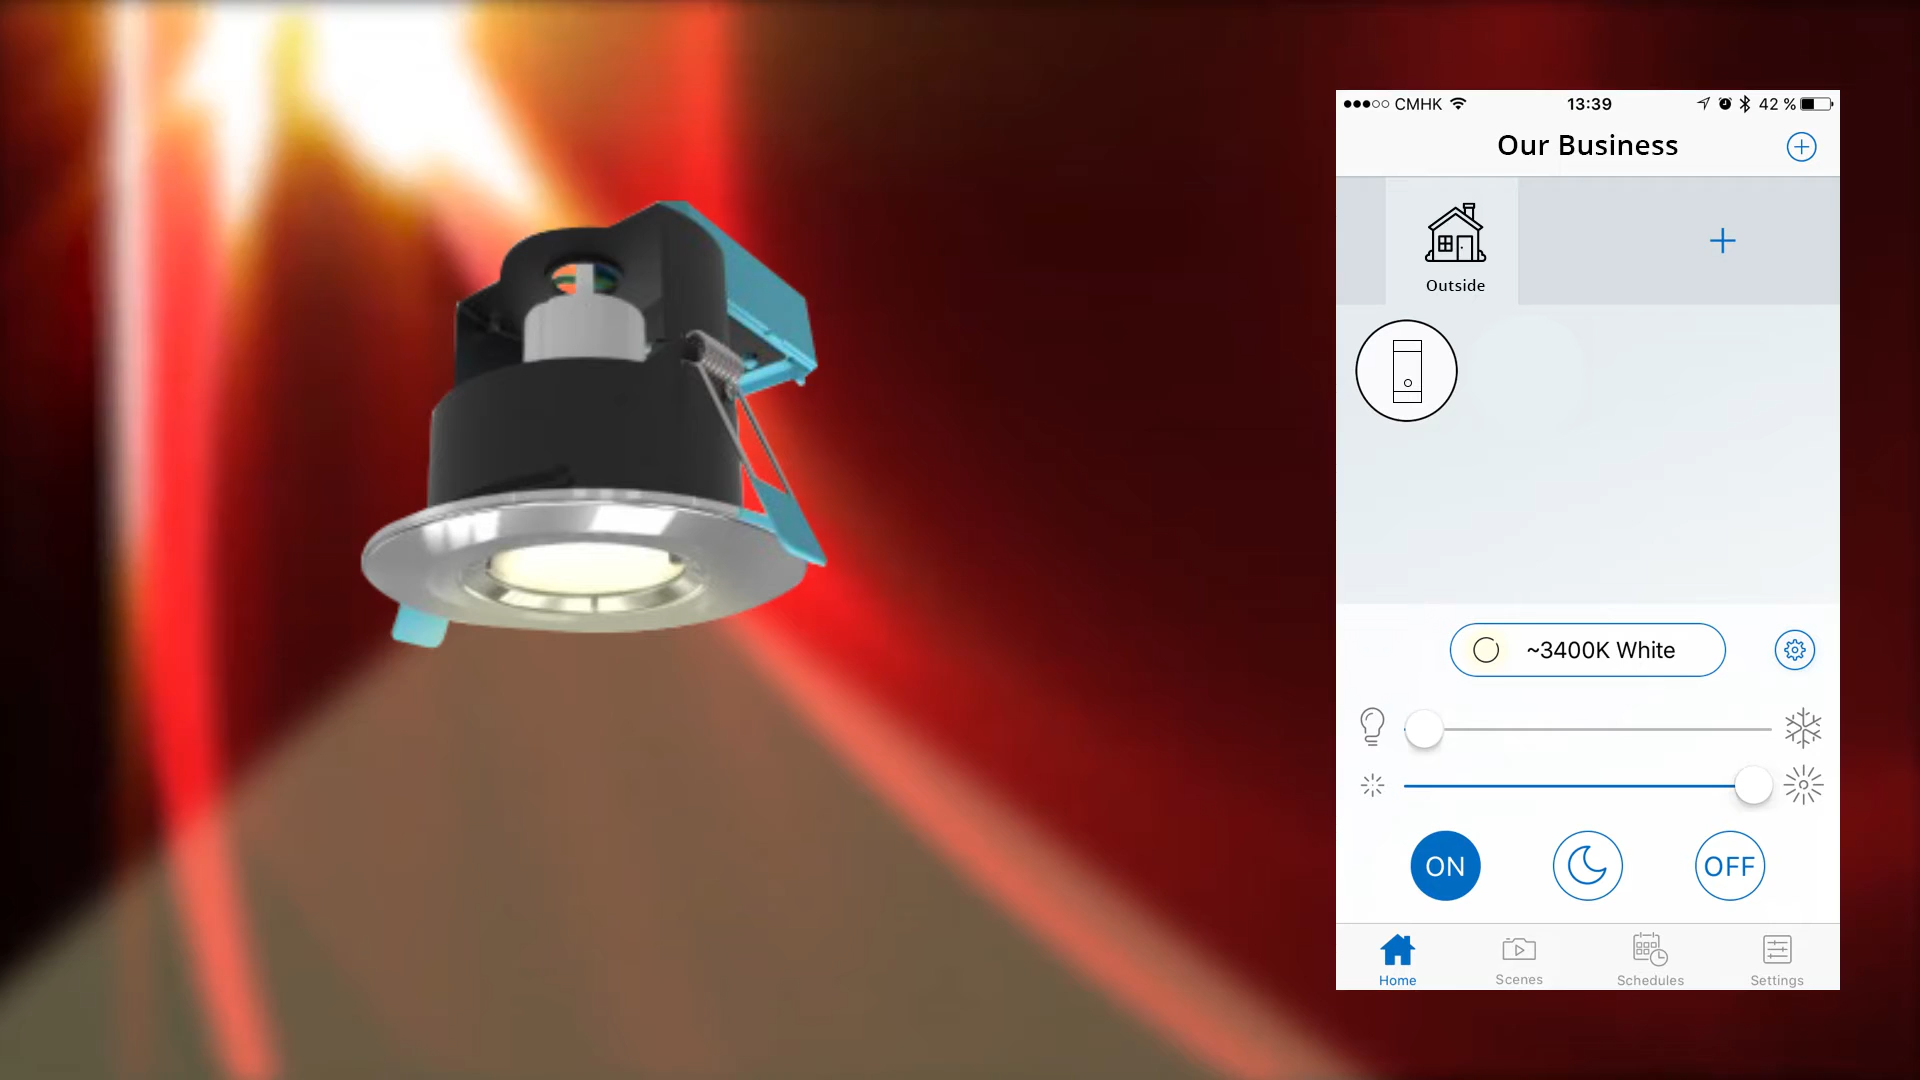 CMHK 13:39 42 %
Our Business
Outside
~3400K White
ON OFF
Home Scenes Schedules Settings